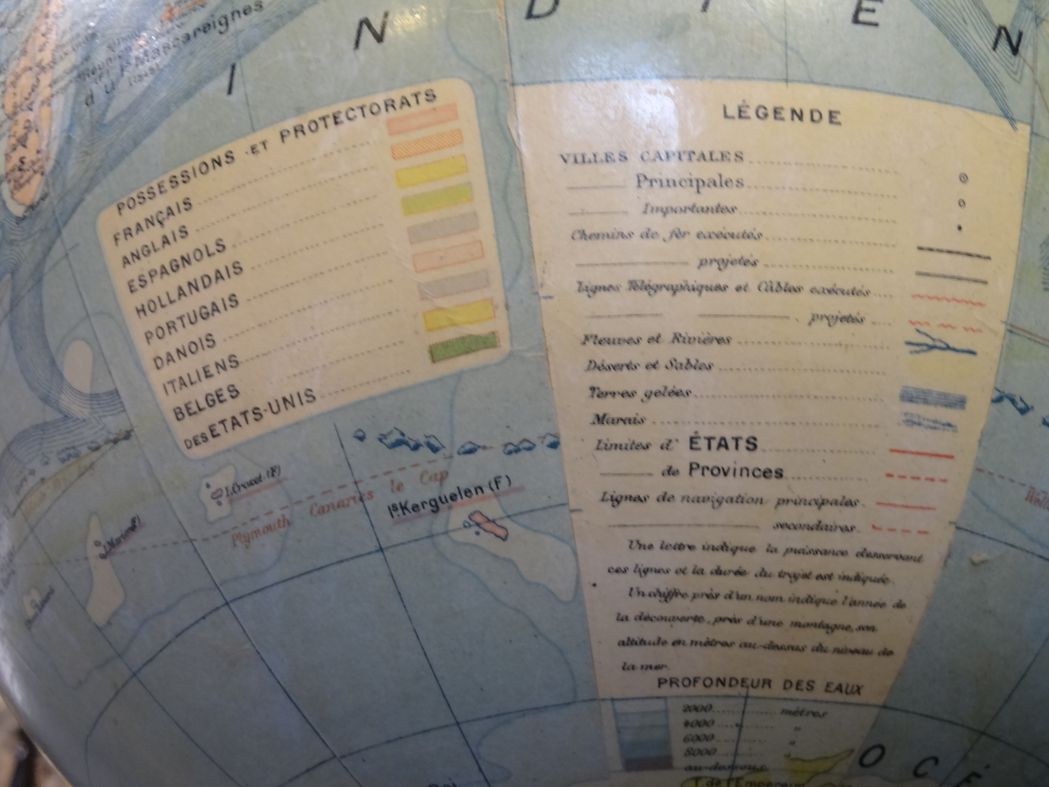 I N D I E N
Mascareignes
POSSESSIONS ET PROTECTORATS
FRANÇAIS
ANGLAIS
ESPAGNOLS
HOLLANDAIS
PORTUGAIS
DANOIS
ITALIENS
BELGES
DES ETATS-UNIS
I. Crozet (F)
Plymouth Canaries le Cap
Is Kerguelen (F)
LÉGENDE
VILLES CAPITALES
Principales
Importantes
Chemins de fer exécutés
projetés
Lignes Télégraphiques et Câbles exécutés
projetés
Fleuves et Rivières
Déserts et Sables
Terres gelées
Marais
Limites d' ÉTATS
de Provinces
Lignes de navigation principales
secondaires
Une lettre indique la puissance desservant
ces lignes et la durée du trajet est indiquée.
Un chiffre près d'un nom indique l'année de
la découverte, près d'une montagne, son
altitude en mètres au-dessus du niveau de
la mer.
PROFONDEUR DES EAUX
2000 mètres
4000 "
6000 "
8000 "
au-dessous
O C É